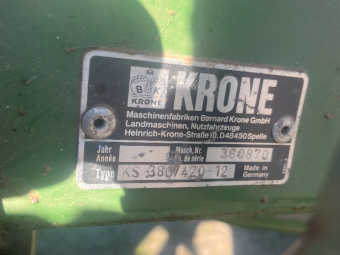 M
B K
KRONE
KRONE
Maschinenfabriken Bernard Krone GmbH
Landmaschinen, Nutzfahrzeuge
Heinrich-Krone-Straße 10, D48480 Spelle
Jahr Masch.Nr. 360870
Année de série
Type KS 380/420-12 Made in
Germany